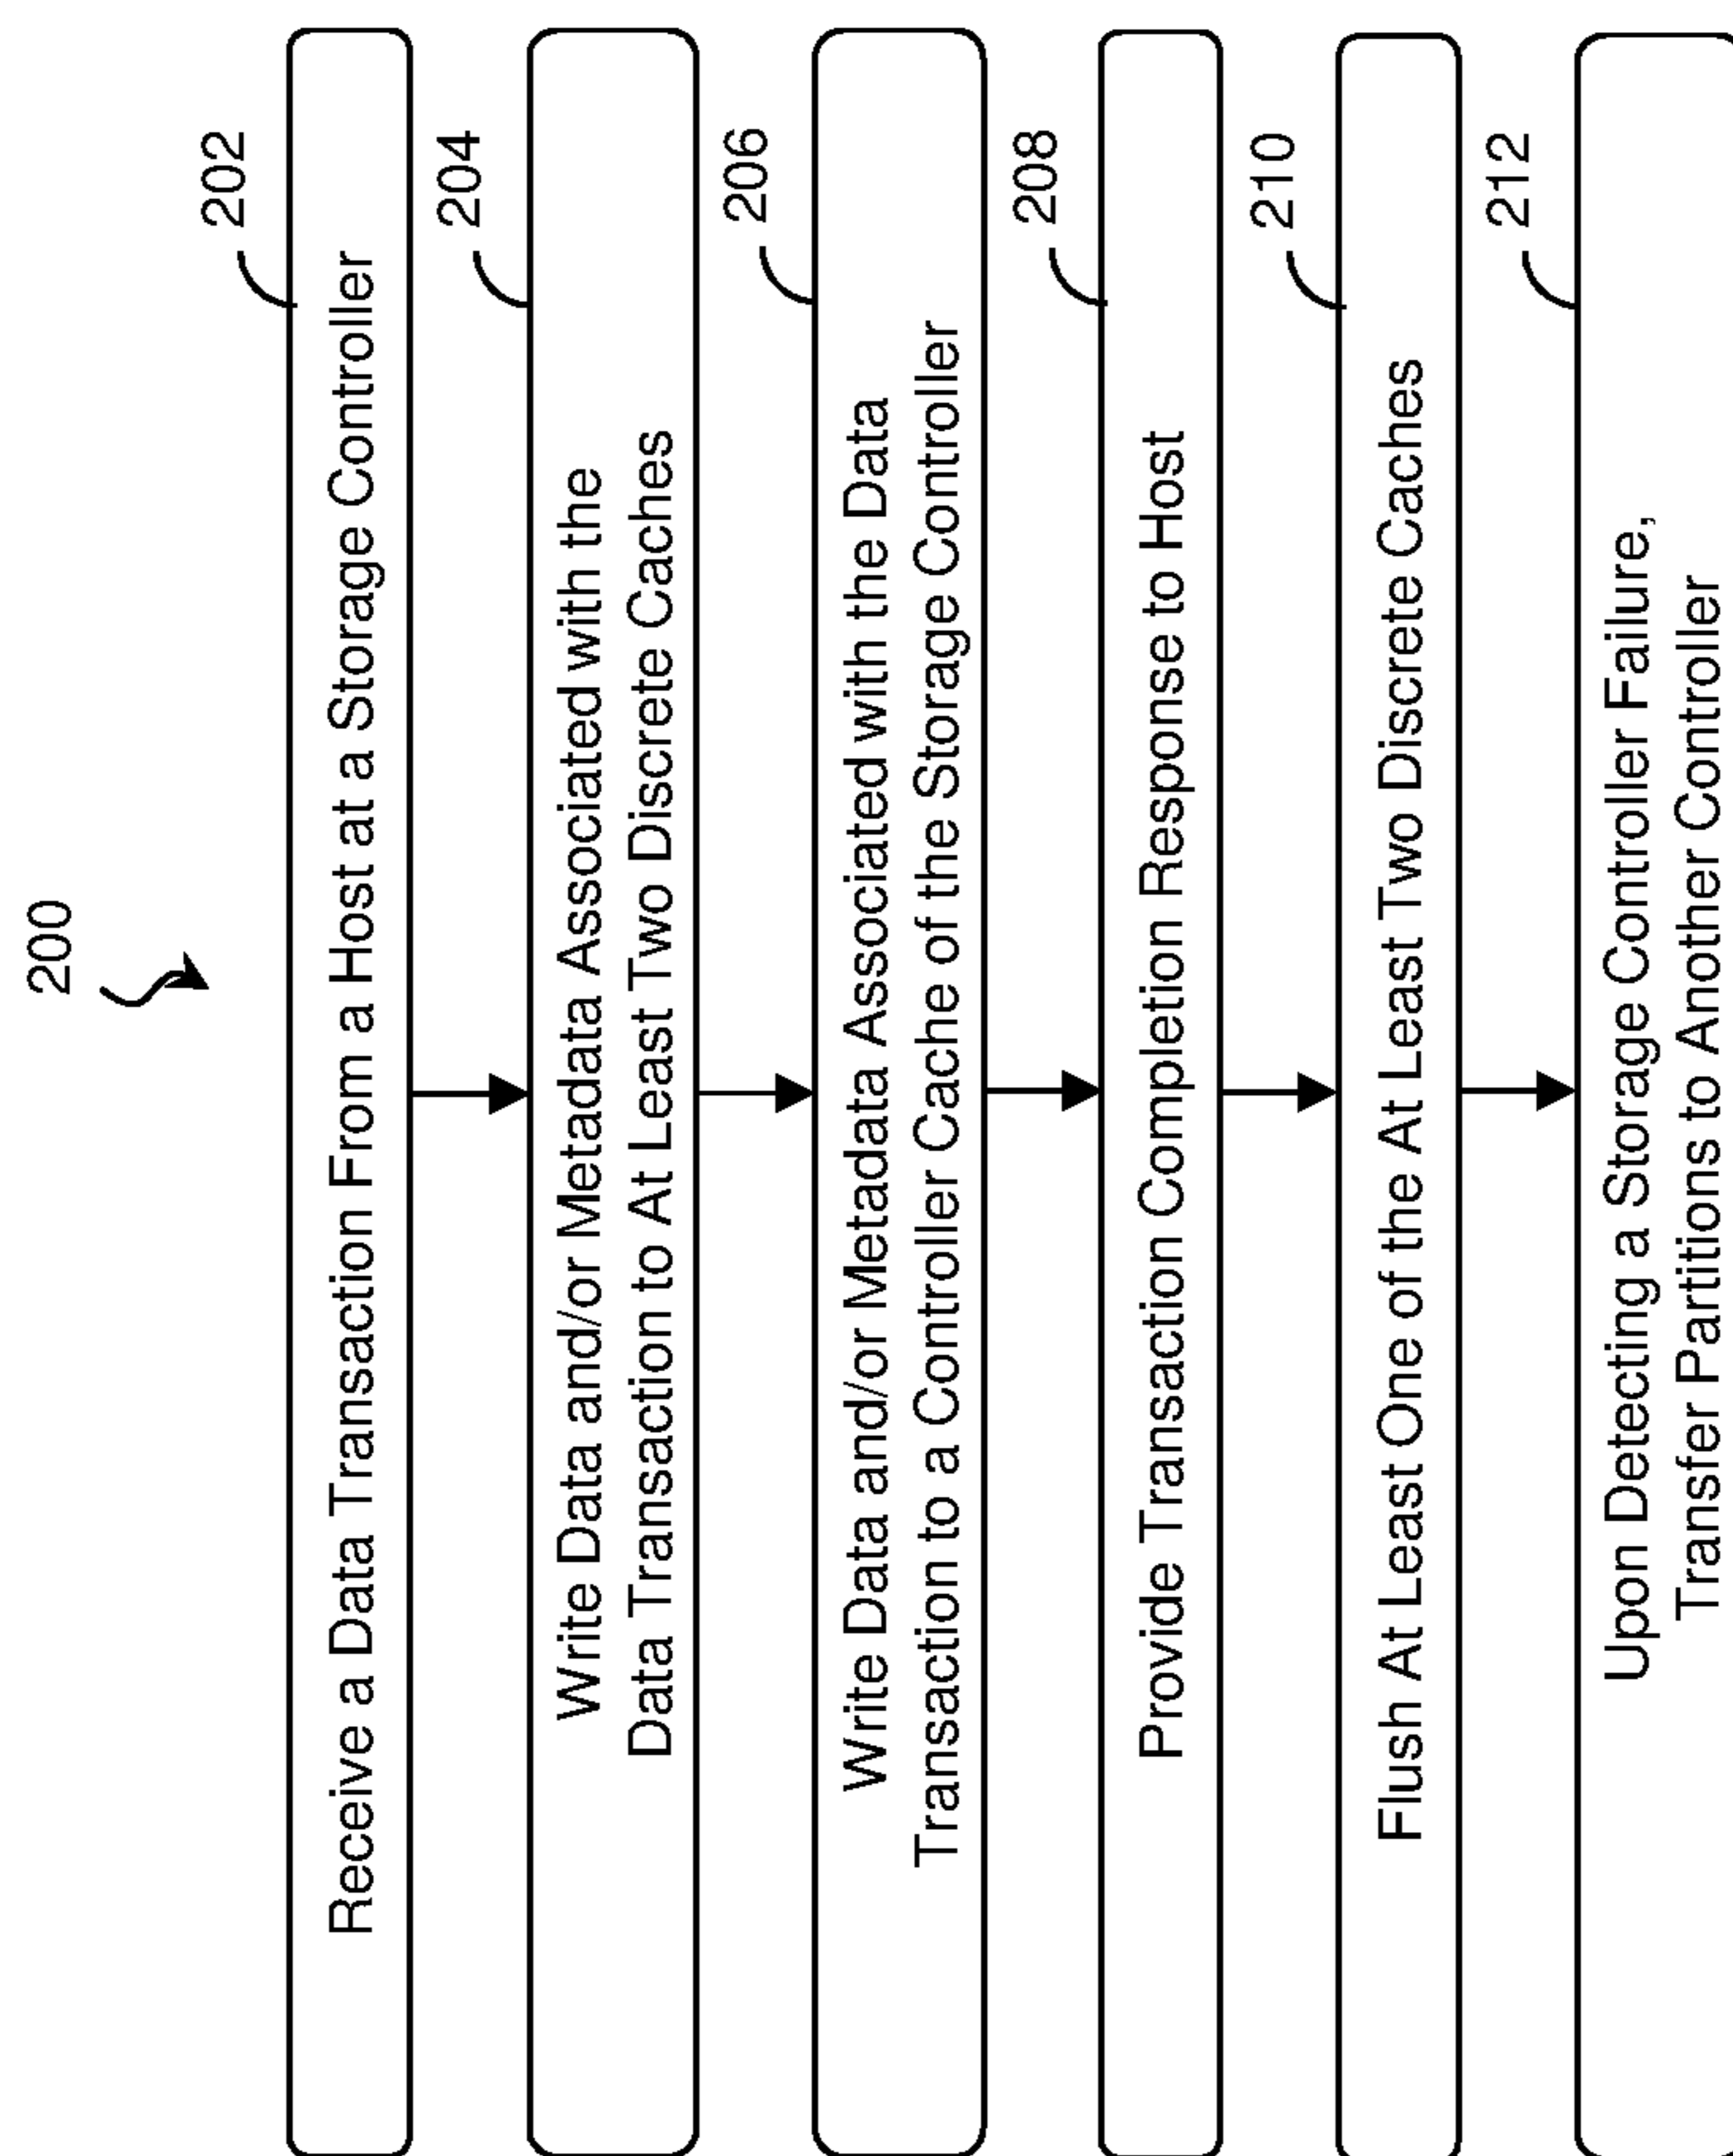 200
202
Receive a Data Transaction From a Host at a Storage Controller
204
Write Data and/or Metadata Associated with the
Data Transaction to At Least Two Discrete Caches
206
Write Data and/or Metadata Associated with the Data
Transaction to a Controller Cache of the Storage Controller
208
Provide Transaction Completion Response to Host
210
Flush At Least One of the At Least Two Discrete Caches
212
Upon Detecting a Storage Controller Failure,
Transfer Partitions to Another Controller